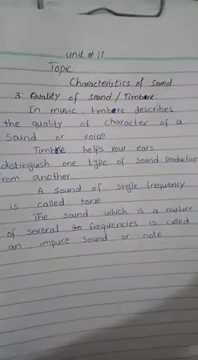 unit # 11
Topic
Characteristics of Sound
3: Quality of sound / Timbre:
In music, timbre describes
the quality of character of a
sound or voice
Timbre helps your ears
distingush one type of sound production
from another
A sound of single frequency
is called tone
The sound which is a mixture
of several frequencies is called
an impure sound or note